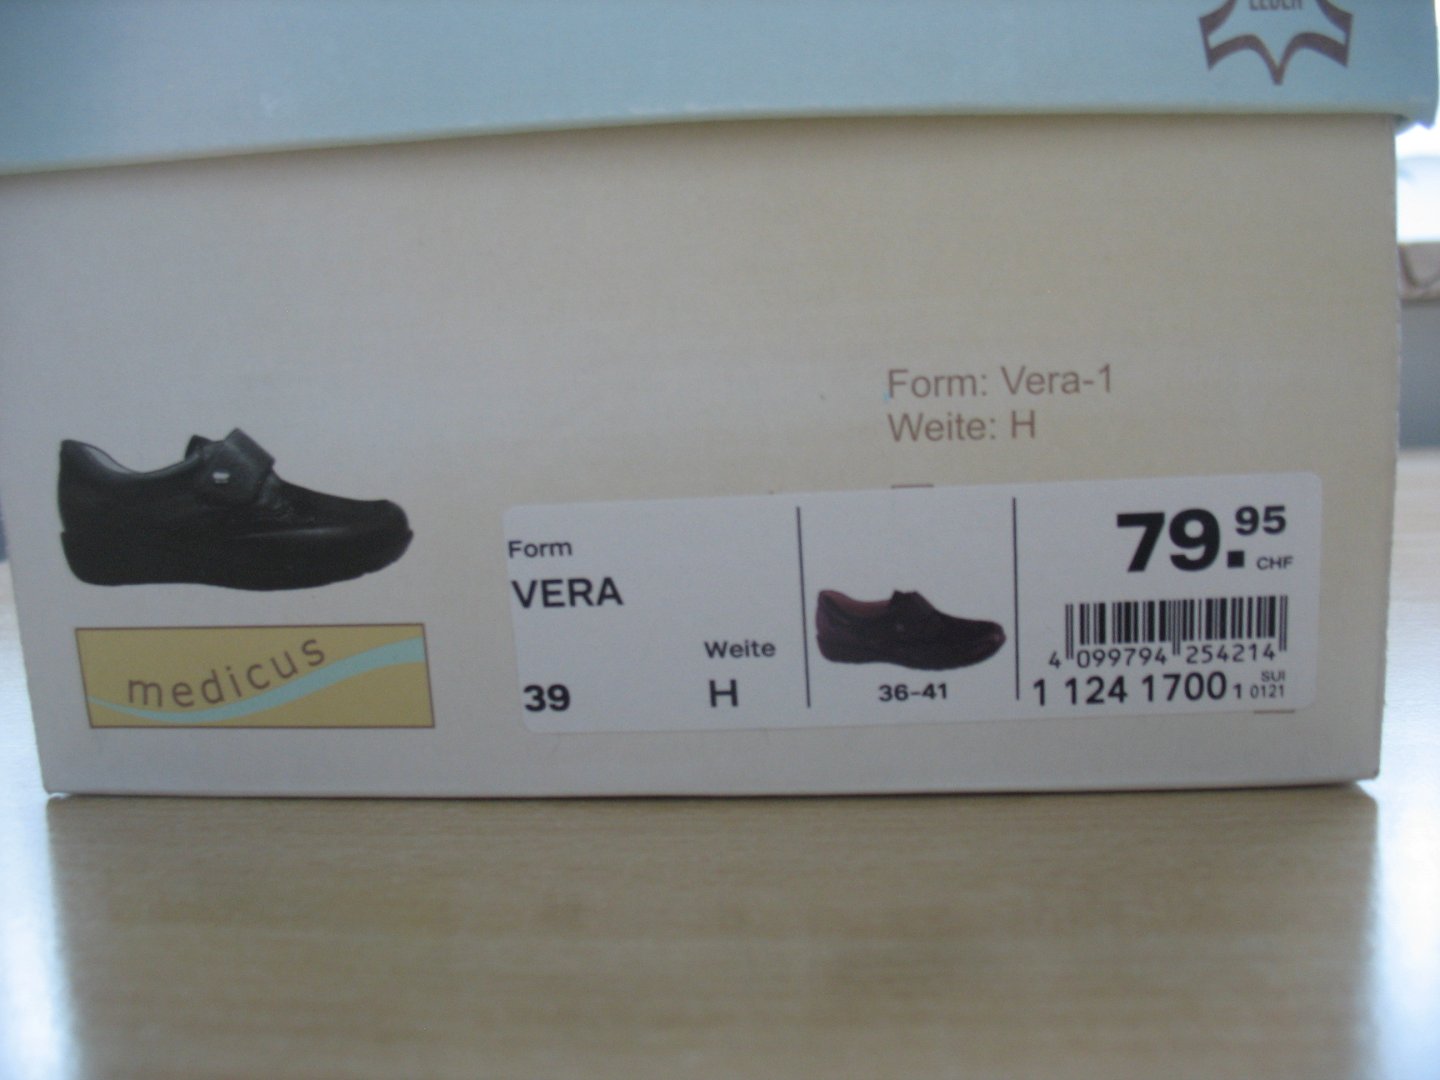 LEDER
Form: Vera-1
Weite: H
medicus
Form
VERA
Weite
39 H
36-41
79.95
CHF
4 099794 254214
SUI
1 124 1700 1 0121